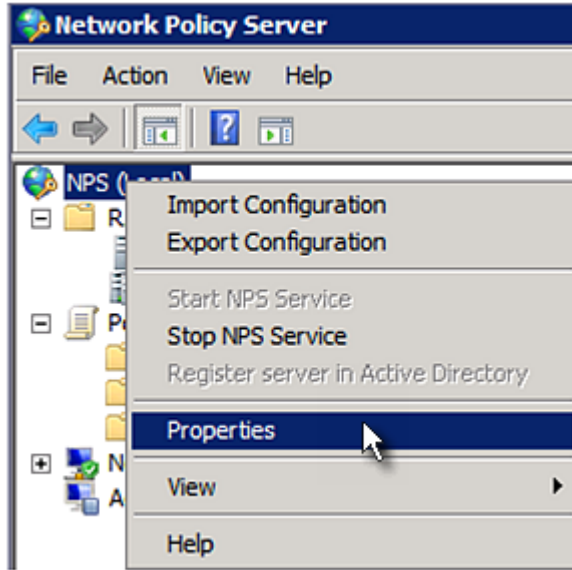 Network Policy Server
File Action View Help
NPS (Local)
R
Import Configuration
Export Configuration
Start NPS Service
Po
Stop NPS Service
Register server in Active Directory
Properties
N
View
A
Help